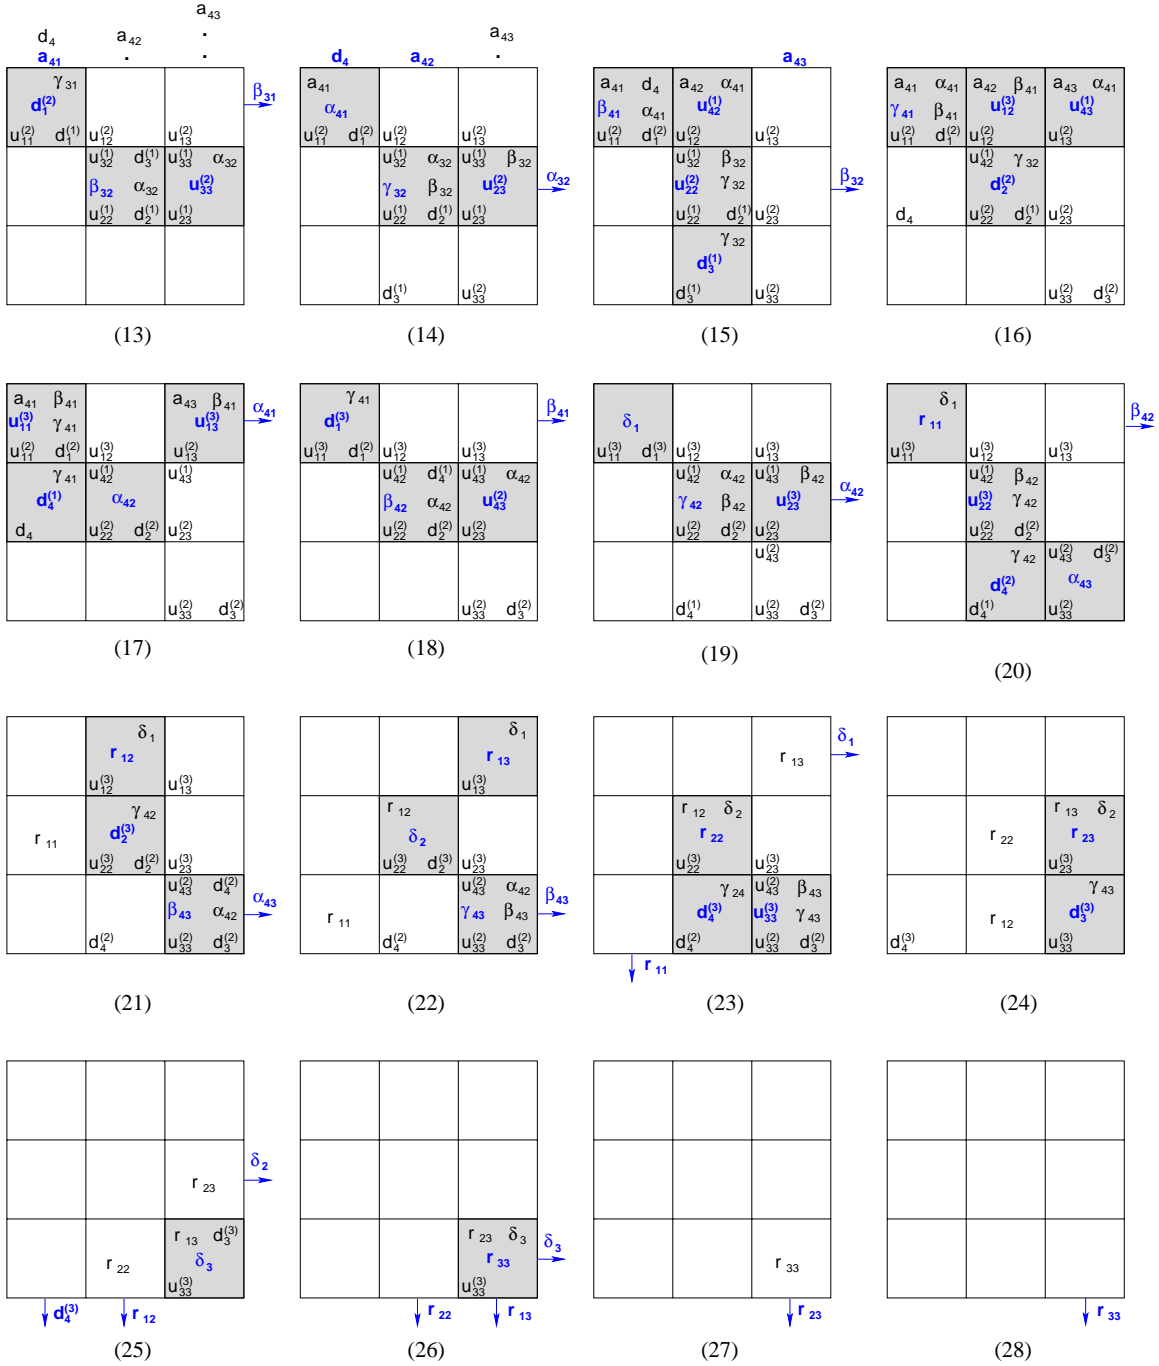 a₄₃
d₄ a₄₂ .
a₄₁ . .
γ₃₁
d₁⁽²⁾
u₁₁⁽²⁾ d₁⁽¹⁾ u₁₂⁽²⁾ u₁₃⁽²⁾
β₃₁
u₃₂⁽¹⁾ d₃⁽¹⁾ u₃₃⁽¹⁾ α₃₂
β₃₂ α₃₂ u₃₃⁽²⁾
u₂₂⁽¹⁾ d₂⁽¹⁾ u₂₃⁽¹⁾
(13)
a₄₃
d₄ a₄₂ .
a₄₁
α₄₁
u₁₁⁽²⁾ d₁⁽²⁾ u₁₂⁽²⁾ u₁₃⁽²⁾
u₃₂⁽¹⁾ α₃₂ u₃₃⁽¹⁾ β₃₂
γ₃₂ β₃₂ u₂₃⁽²⁾ α₃₂
u₂₂⁽¹⁾ d₂⁽¹⁾ u₂₃⁽¹⁾
d₃⁽¹⁾ u₃₃⁽²⁾
(14)
a₄₃
a₄₁ d₄ a₄₂ α₄₁
β₄₁ α₄₁ u₄₂⁽¹⁾
u₁₁⁽²⁾ d₁⁽²⁾ u₁₂⁽²⁾ u₁₃⁽²⁾
u₃₂⁽¹⁾ β₃₂
u₂₂⁽²⁾ γ₃₂ β₃₂
u₂₂⁽¹⁾ d₂⁽¹⁾ u₂₃⁽²⁾
γ₃₂
d₃⁽¹⁾
d₃⁽¹⁾ u₃₃⁽²⁾
(15)
a₄₁ α₄₁ a₄₂ β₄₁ a₄₃ α₄₁
γ₄₁ β₄₁ u₁₂⁽³⁾ u₄₃⁽¹⁾
u₁₁⁽²⁾ d₁⁽²⁾ u₁₂⁽²⁾ u₁₃⁽²⁾
u₄₂⁽¹⁾ γ₃₂
d₂⁽²⁾
d₄ u₂₂⁽²⁾ d₂⁽¹⁾ u₂₃⁽²⁾
u₃₃⁽²⁾ d₃⁽²⁾
(16)
a₄₁ β₄₁ a₄₃ β₄₁
u₁₁⁽³⁾ γ₄₁ u₁₃⁽³⁾ α₄₁
u₁₁⁽²⁾ d₁⁽²⁾ u₁₂⁽³⁾ u₁₃⁽²⁾
γ₄₁ u₄₂⁽¹⁾ u₄₃⁽¹⁾
d₄⁽¹⁾ α₄₂
d₄ u₂₂⁽²⁾ d₂⁽²⁾ u₂₃⁽²⁾
u₃₃⁽²⁾ d₃⁽²⁾
(17)
γ₄₁
d₁⁽³⁾ β₄₁
u₁₁⁽³⁾ d₁⁽²⁾ u₁₂⁽³⁾ u₁₃⁽³⁾
u₄₂⁽¹⁾ d₄⁽¹⁾ u₄₃⁽¹⁾ α₄₂
β₄₂ α₄₂ u₄₃⁽²⁾
u₂₂⁽²⁾ d₂⁽²⁾ u₂₃⁽²⁾
u₃₃⁽²⁾ d₃⁽²⁾
(18)
δ₁
u₁₁⁽³⁾ d₁⁽³⁾ u₁₂⁽³⁾ u₁₃⁽³⁾
u₄₂⁽¹⁾ α₄₂ u₄₃⁽¹⁾ β₄₂
γ₄₂ β₄₂ u₂₃⁽³⁾ α₄₂
u₂₂⁽²⁾ d₂⁽²⁾ u₂₃⁽²⁾
u₄₃⁽²⁾
d₄⁽¹⁾ u₃₃⁽²⁾ d₃⁽²⁾
(19)
δ₁
r₁₁ β₄₂
u₁₁⁽³⁾ u₁₂⁽³⁾ u₁₃⁽³⁾
u₄₂⁽¹⁾ β₄₂
u₂₂⁽³⁾ γ₄₂
u₂₂⁽²⁾ d₂⁽²⁾ u₂₃⁽³⁾
γ₄₂ u₄₃⁽²⁾ d₃⁽²⁾
d₄⁽²⁾ α₄₃
d₄⁽¹⁾ u₃₃⁽²⁾
(20)
δ₁
r₁₂
u₁₂⁽³⁾ u₁₃⁽³⁾
γ₄₂
r₁₁ d₂⁽³⁾
u₂₂⁽³⁾ d₂⁽²⁾ u₂₃⁽³⁾
u₄₃⁽²⁾ d₄⁽²⁾
β₄₃ α₄₂ α₄₃
d₄⁽²⁾ u₃₃⁽²⁾ d₃⁽²⁾
(21)
δ₁
r₁₃
u₁₃⁽³⁾
r₁₂
δ₂
u₂₂⁽³⁾ d₂⁽³⁾ u₂₃⁽³⁾
u₄₃⁽²⁾ α₄₂
r₁₁ γ₄₃ β₄₃ β₄₃
d₄⁽²⁾ u₃₃⁽²⁾ d₃⁽²⁾
(22)
r₁₃ δ₁
r₁₂ δ₂
r₂₂
u₂₂⁽³⁾ u₂₃⁽³⁾
γ₂₄ u₄₃⁽²⁾ β₄₃
d₄⁽³⁾ u₃₃⁽³⁾ γ₄₃
d₄⁽²⁾ u₃₃⁽²⁾ d₃⁽²⁾
r₁₁
(23)
r₁₃ δ₂
r₂₂ r₂₃
u₂₃⁽³⁾
γ₄₃
r₁₂ d₃⁽³⁾
d₄⁽³⁾ u₃₃⁽³⁾
(24)
r₂₃ δ₂
r₁₃ d₃⁽³⁾
r₂₂ δ₃
u₃₃⁽³⁾
d₄⁽³⁾ r₁₂
(25)
r₂₃ δ₃
r₃₃ δ₃
u₃₃⁽³⁾
r₂₂ r₁₃
(26)
r₃₃
r₂₃
(27)
r₃₃
(28)